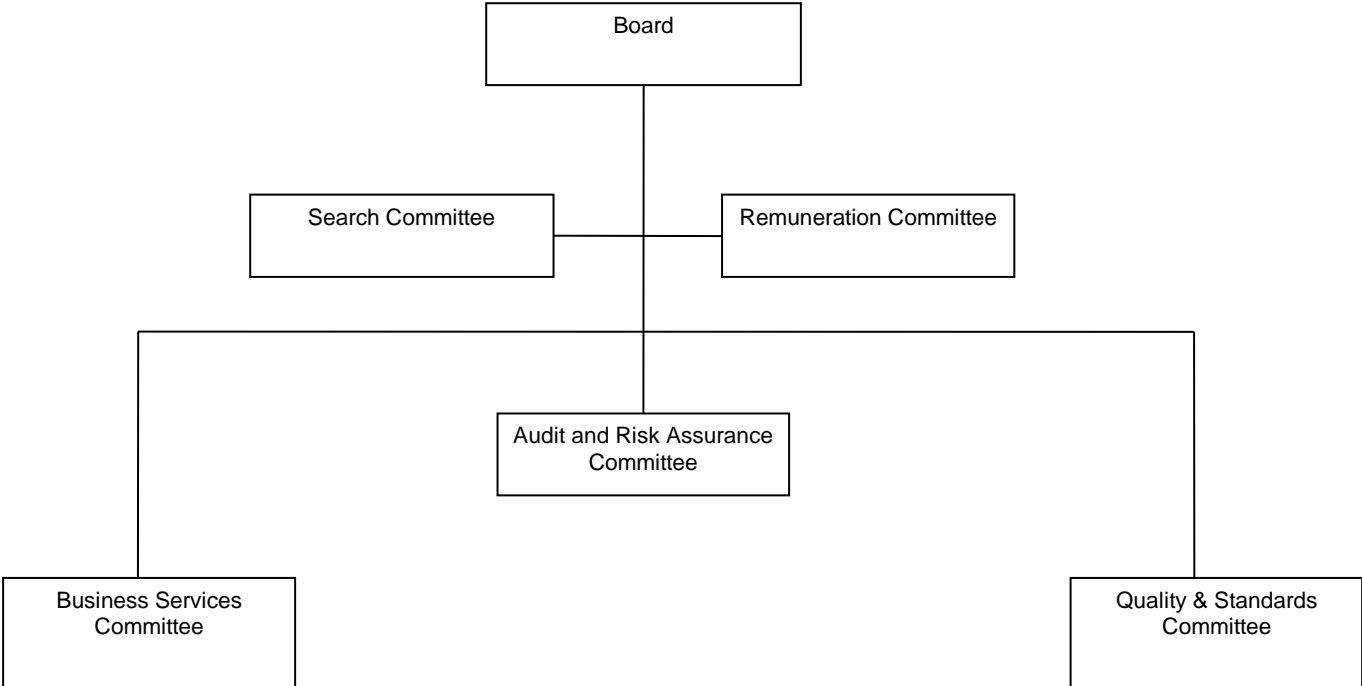 Board
Search Committee
Remuneration Committee
Audit and Risk Assurance
Committee
Business Services
Committee
Quality & Standards
Committee